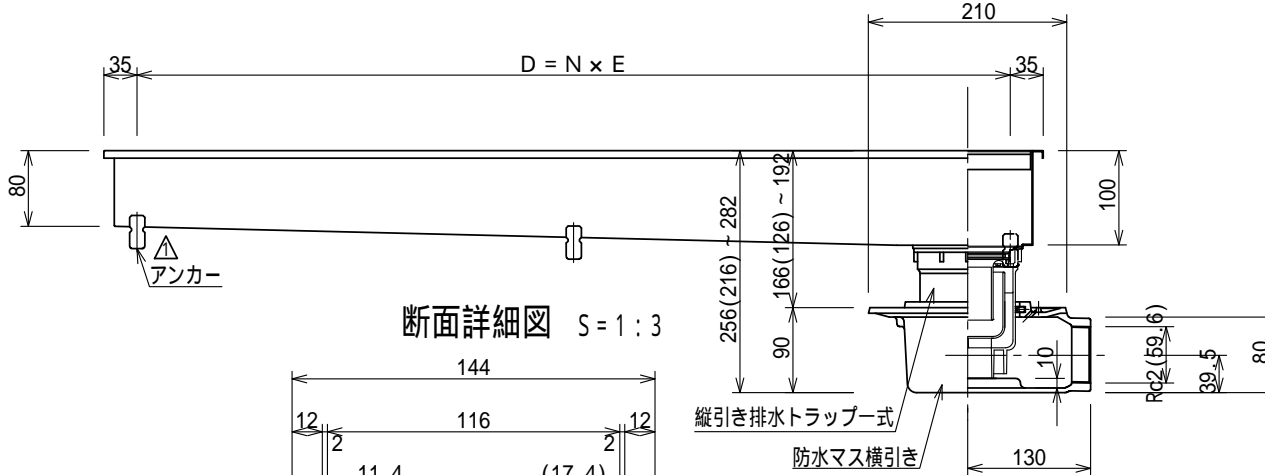 210
35
D = N × E
35
80
256(216) ~ 282
166(126) ~ 192
100
1
アンカー
断面詳細図 S = 1 : 3
90
10
Rc2(59.6)
39.5
80
144
12
2
116
2
12
縦引き排水トラップ一式
防水マス横引き
130
11.4
(17.4)